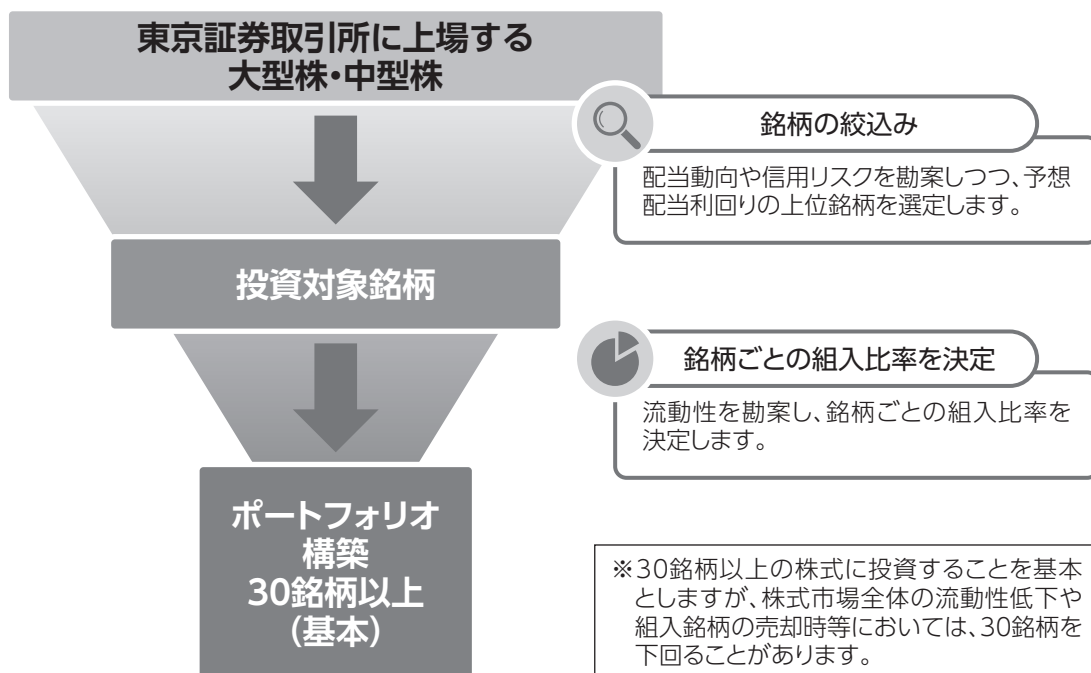 東京証券取引所に上場する
大型株・中型株
銘柄の絞込み
配当動向や信用リスクを勘案しつつ、予想
配当利回りの上位銘柄を選定します。
投資対象銘柄
銘柄ごとの組入比率を決定
流動性を勘案し、銘柄ごとの組入比率を
決定します。
ポートフォリオ
構築
30銘柄以上
(基本)
※30銘柄以上の株式に投資することを基本
としますが、株式市場全体の流動性低下や
組入銘柄の売却時等においては、30銘柄を
下回ることがあります。